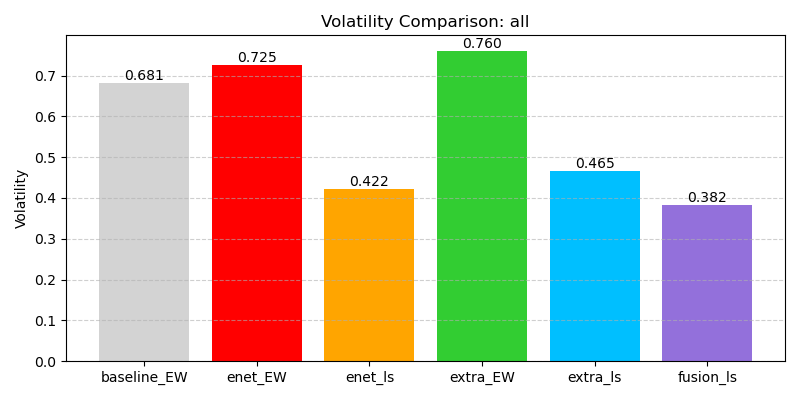 Volatility Comparison: all
Volatility
0.7
0.6
0.5
0.4
0.3
0.2
0.1
0.0
0.681
0.725
0.422
0.760
0.465
0.382
baseline_EW
enet_EW
enet_ls
extra_EW
extra_ls
fusion_ls